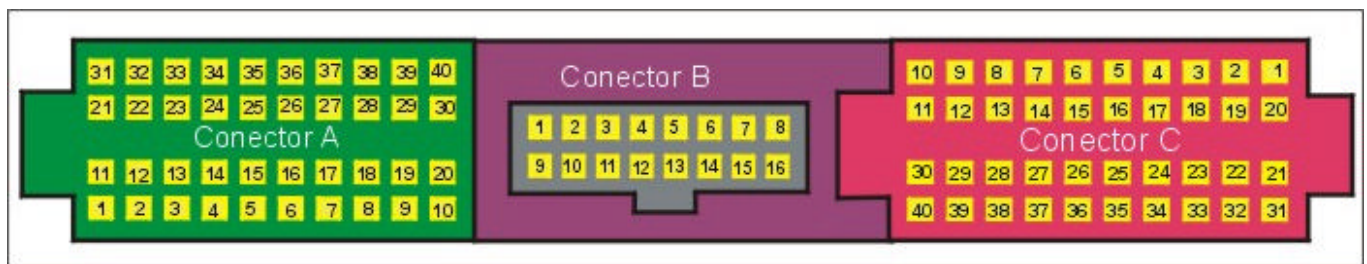 31 32 33 34 35 36 37 38 39 40
21 22 23 24 25 26 27 28 29 30
Conector A
11 12 13 14 15 16 17 18 19 20
1 2 3 4 5 6 7 8 9 10
Conector B
1 2 3 4 5 6 7 8
9 10 11 12 13 14 15 16
10 9 8 7 6 5 4 3 2 1
11 12 13 14 15 16 17 18 19 20
Conector C
30 29 28 27 26 25 24 23 22 21
40 39 38 37 36 35 34 33 32 31